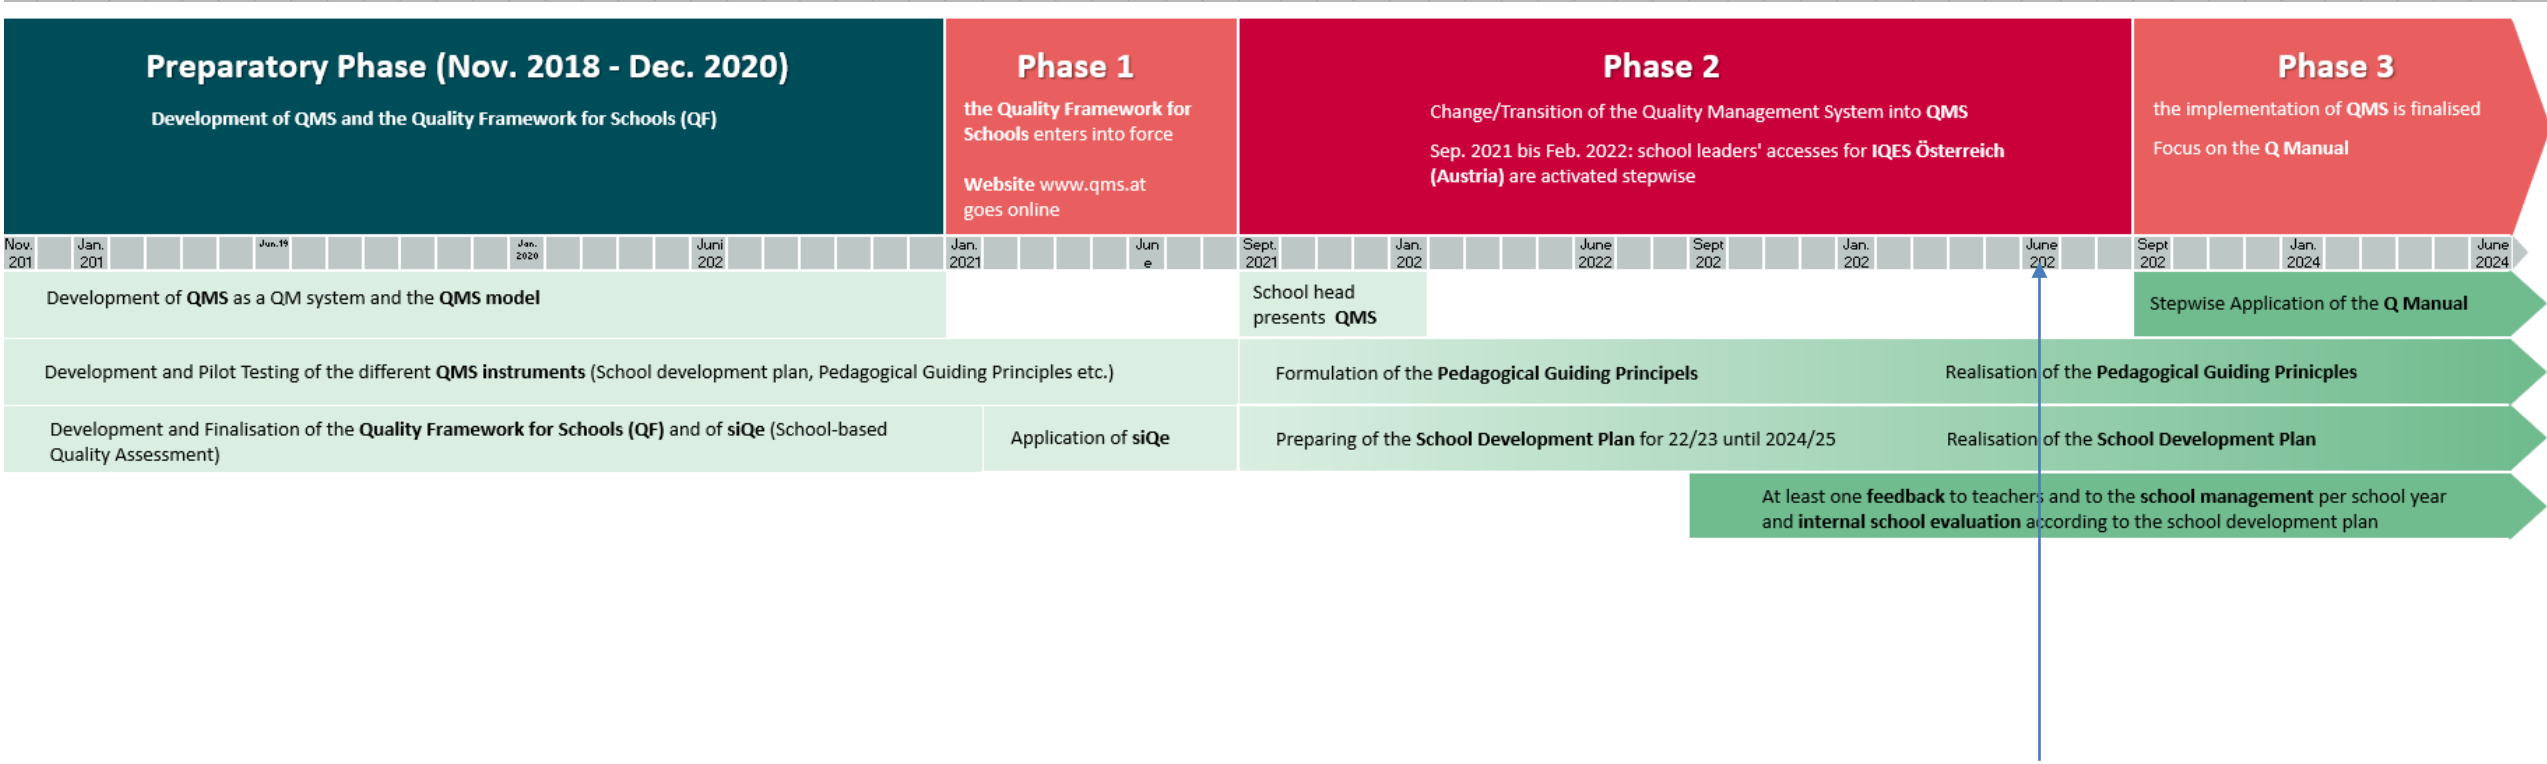 Preparatory Phase (Nov. 2018 - Dec. 2020)
Development of QMS and the Quality Framework for Schools (QF)
Phase 1
the Quality Framework for
Schools enters into force
Website www.qms.at
goes online
Phase 2
Change/Transition of the Quality Management System into QMS
Sep. 2021 bis Feb. 2022: school leaders' accesses for IQES Österreich
(Austria) are activated stepwise
Phase 3
the implementation of QMS is finalised
Focus on the Q Manual
Nov.
201
Jan.
201
Jun.19
Jan.
2020
Juni
202
Jan.
2021
Jun
e
Sept.
2021
Jan.
202
June
2022
Sept
202
Jan.
202
June
202
Sept
202
Jan.
2024
June
2024
Development of QMS as a QM system and the QMS model
School head
presents QMS
Stepwise Application of the Q Manual
Development and Pilot Testing of the different QMS instruments (School development plan, Pedagogical Guiding Principles etc.)
Formulation of the Pedagogical Guiding Principels
Realisation of the Pedagogical Guiding Prinicples
Development and Finalisation of the Quality Framework for Schools (QF) and of siQe (School-based
Quality Assessment)
Application of siQe
Preparing of the School Development Plan for 22/23 until 2024/25
Realisation of the School Development Plan
At least one feedback to teachers and to the school management per school year
and internal school evaluation according to the school development plan